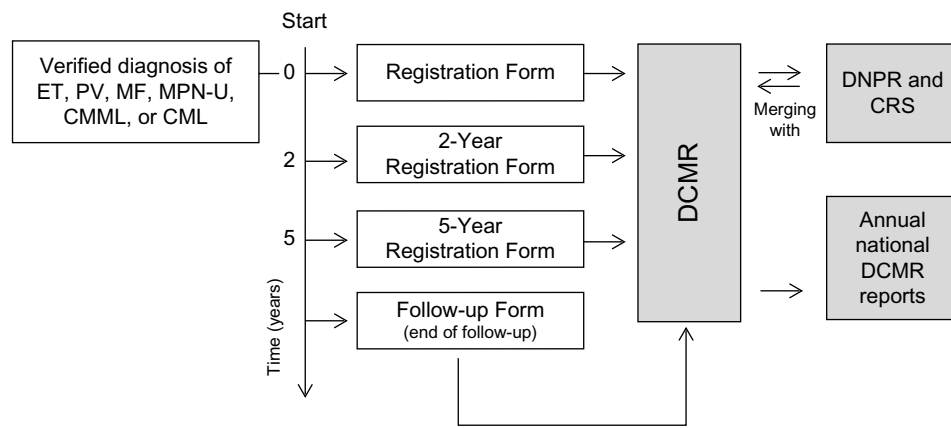 Start
Verified diagnosis of
ET, PV, MF, MPN-U,
CMML, or CML
0
Registration Form
2
2-Year
Registration Form
5
5-Year
Registration Form
Follow-up Form
(end of follow-up)
Time (years)
DCMR
Merging
with
DNPR and
CRS
Annual
national
DCMR
reports